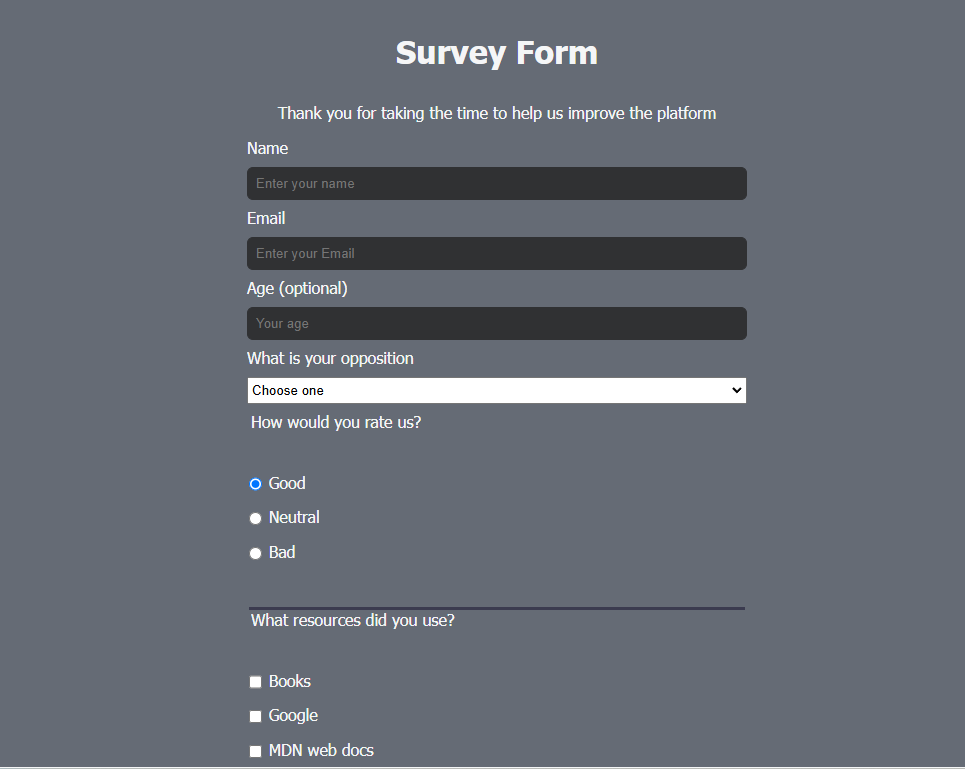 Survey Form
Thank you for taking the time to help us improve the platform
Name
Enter your name
Email
Enter your Email
Age (optional)
Your age
What is your opposition
Choose one
How would you rate us?
Good
Neutral
Bad
What resources did you use?
Books
Google
MDN web docs